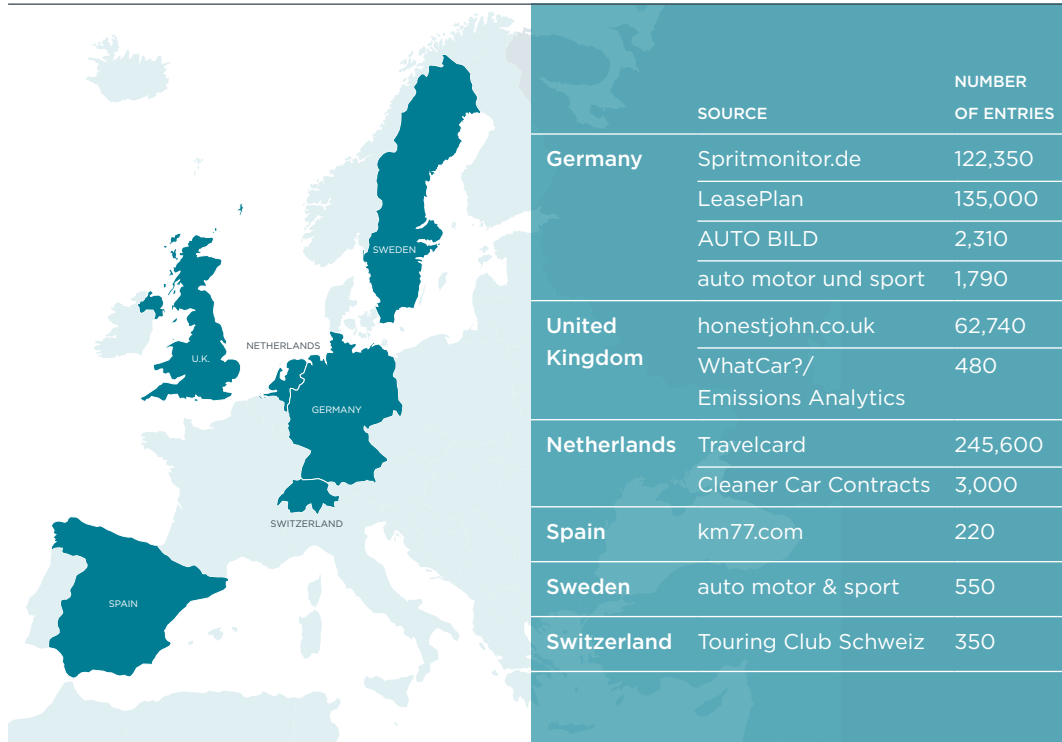 SWEDEN
NETHERLANDS
U.K.
GERMANY
SWITZERLAND
SPAIN
NUMBER
SOURCE OF ENTRIES
Germany Spritmonitor.de 122,350
LeasePlan 135,000
AUTO BILD 2,310
auto motor und sport 1,790
United honestjohn.co.uk 62,740
Kingdom WhatCar?/ 480
Emissions Analytics
Netherlands Travelcard 245,600
Cleaner Car Contracts 3,000
Spain km77.com 220
Sweden auto motor & sport 550
Switzerland Touring Club Schweiz 350